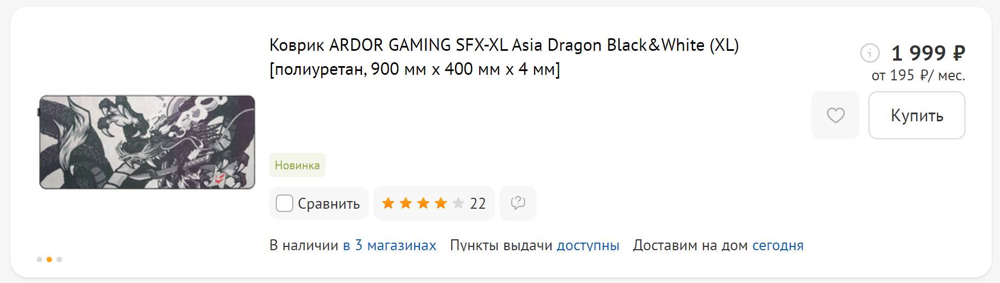 Коврик ARDOR GAMING SFX-XL Asia Dragon Black&White (XL)
[полиуретан, 900 мм x 400 мм x 4 мм]
1 999 ₽
от 195 ₽/ мес.
Купить
Новинка
Сравнить
22
В наличии в 3 магазинах Пункты выдачи доступны Доставим на дом сегодня